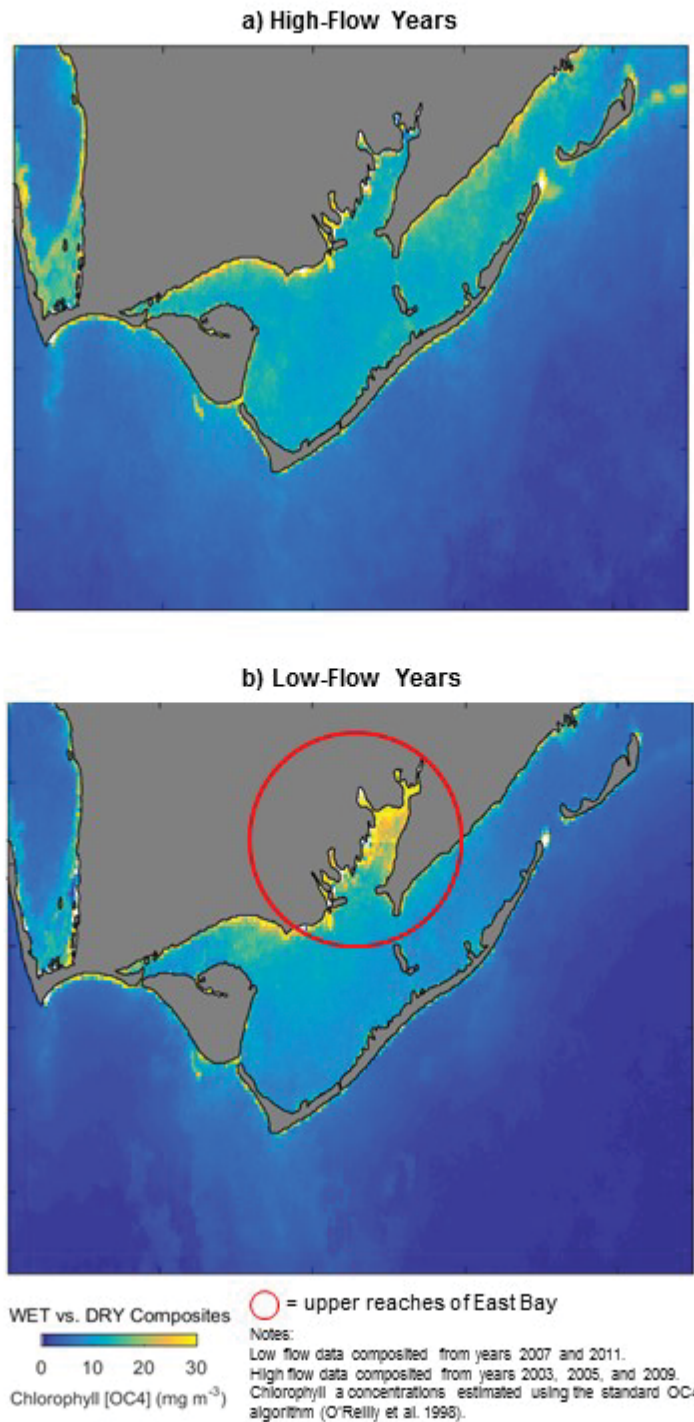 a) High-Flow Years
b) Low-Flow Years
WET vs. DRY Composites
0 10 20 30
Chlorophyll [OC4] (mg m-3)
= upper reaches of East Bay
Notes:
Low flow data composited from years 2007 and 2011.
High flow data composited from years 2003, 2005, and 2009.
Chlorophyll a concentrations estimated using the standard OC4
algorithm (O'Reilly et al. 1998).